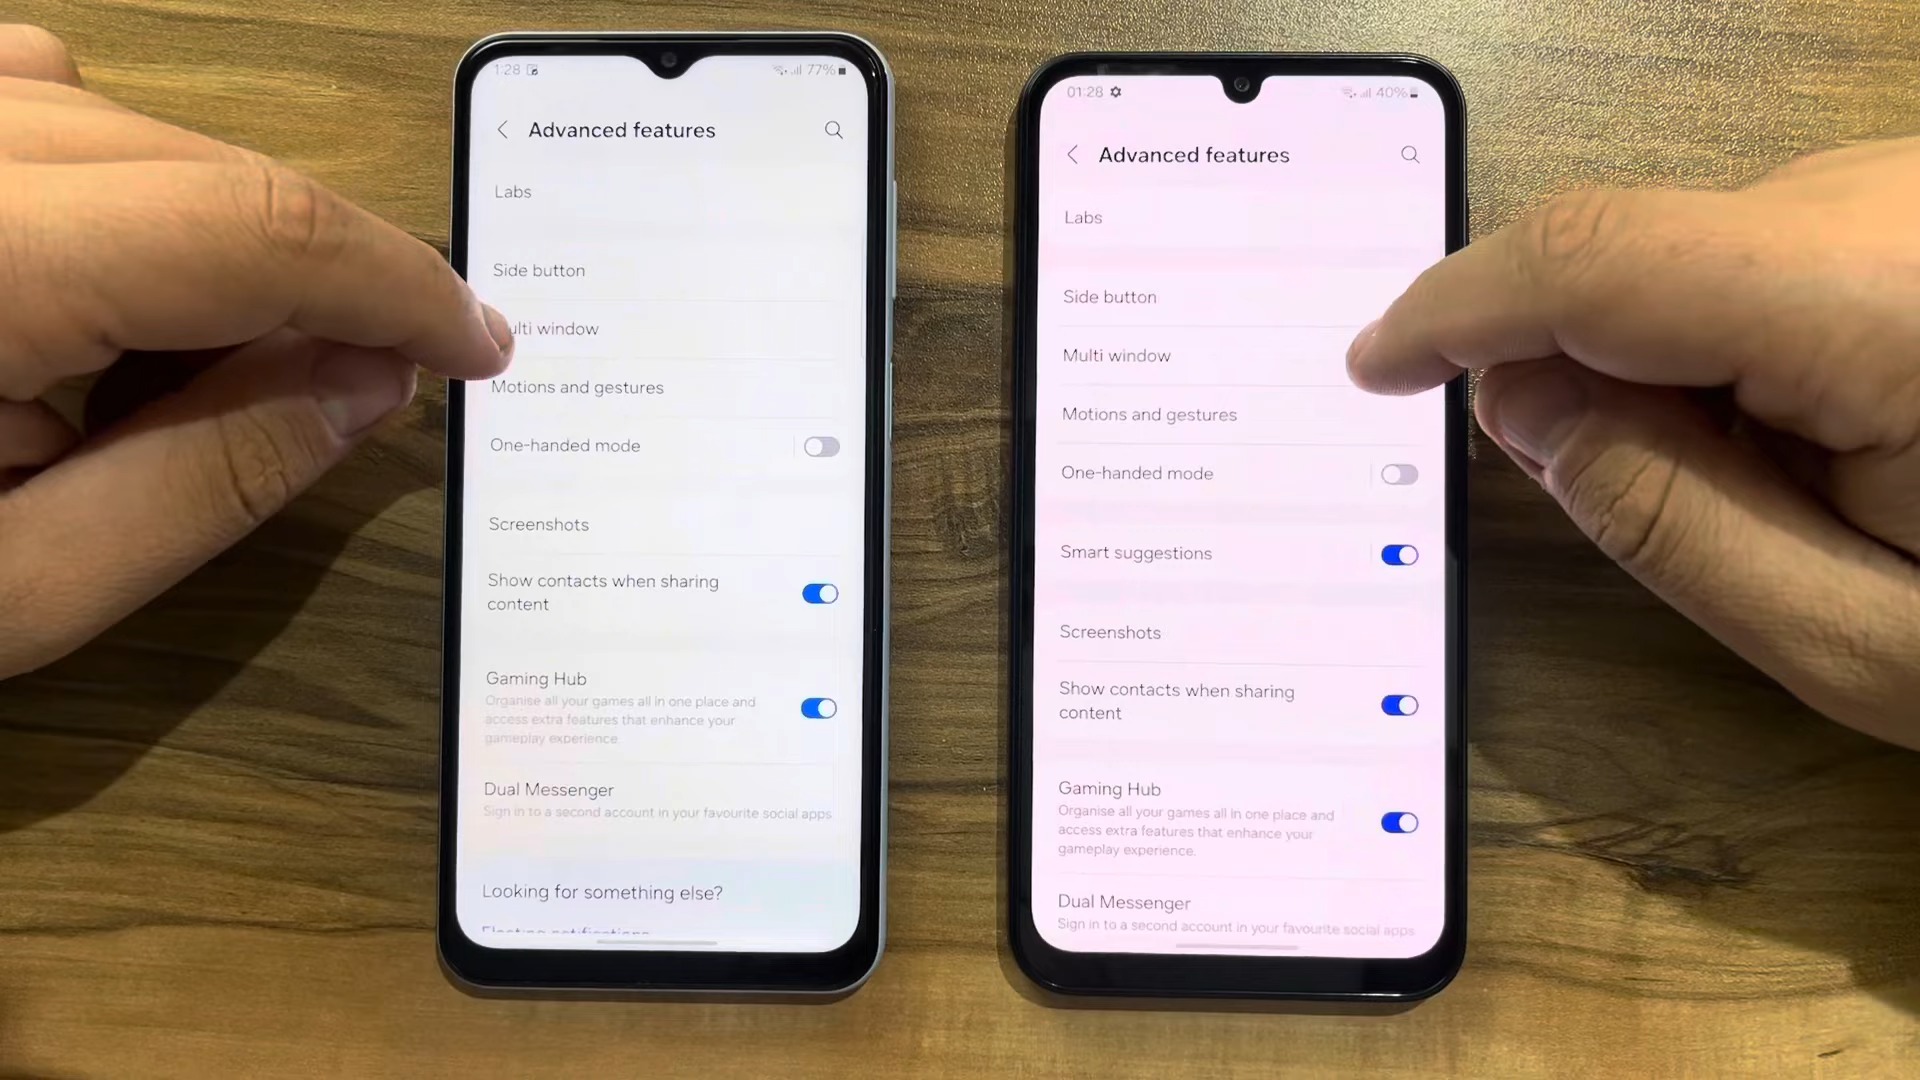 1:28
77%
Advanced features
Labs
Side button
ulti window
Motions and gestures
One-handed mode
Screenshots
Show contacts when sharing
content
Gaming Hub
Organise all your games all in one place and
access extra features that enhance your
gameplay experience.
Dual Messenger
Sign in to a second account in your favourite social apps
Looking for something else?
Floating notifications
01:28
40%
Advanced features
Labs
Side button
Multi window
Motions and gestures
One-handed mode
Smart suggestions
Screenshots
Show contacts when sharing
content
Gaming Hub
Organise all your games all in one place and
access extra features that enhance your
gameplay experience.
Dual Messenger
Sign in to a second account in your favourite social apps